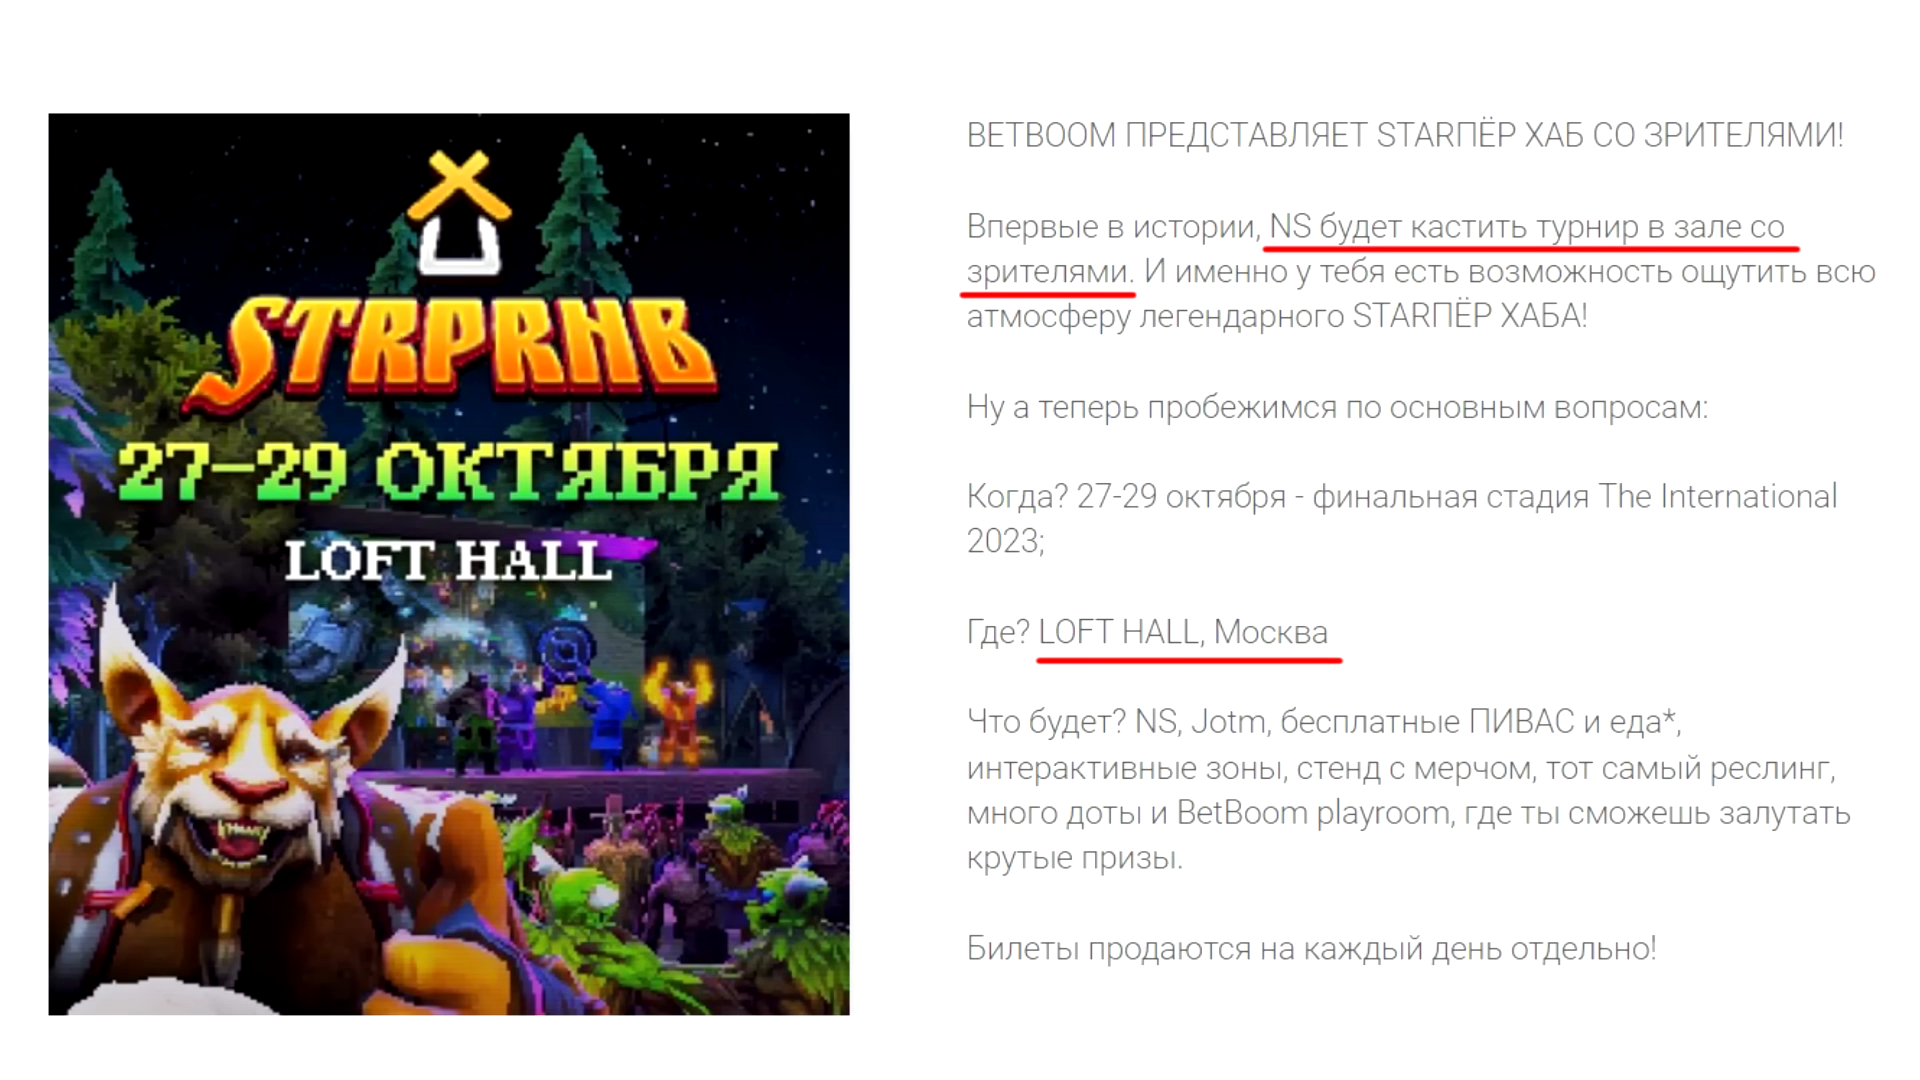 STRPRHB
27–29 ОКТЯБРЯ
LOFT HALL
BETBOOM ПРЕДСТАВЛЯЕТ STARПЁР ХАБ СО ЗРИТЕЛЯМИ!
Впервые в истории, NS будет кастить турнир в зале со
зрителями. И именно у тебя есть возможность ощутить всю
атмосферу легендарного STARПЁР ХАБА!
Ну а теперь пробежимся по основным вопросам:
Когда? 27-29 октября - финальная стадия The International
2023;
Где? LOFT HALL, Москва
Что будет? NS, Jotm, бесплатные ПИВАС и еда*,
интерактивные зоны, стенд с мерчом, тот самый реслинг,
много доты и BetBoom playroom, где ты сможешь залутать
крутые призы.
Билеты продаются на каждый день отдельно!